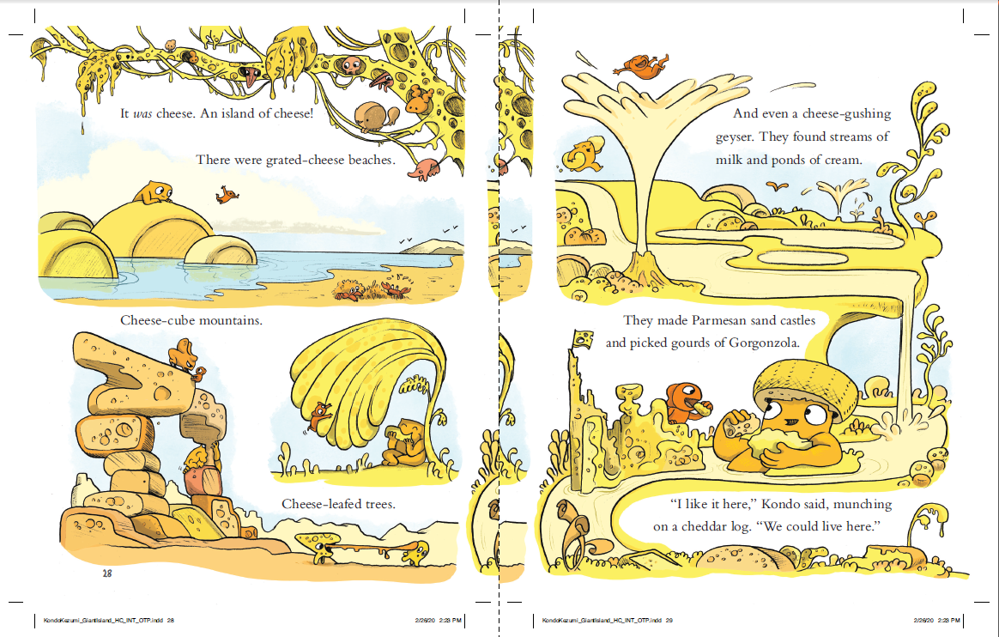 It was cheese. An island of cheese!
There were grated-cheese beaches.
Cheese-cube mountains.
Cheese-leafed trees.
28
KondoKezumi_GiantIsland_HC_INT_OTP.indd 28
2/26/20 2:23 PM
And even a cheese-gushing
geyser. They found streams of
milk and ponds of cream.
They made Parmesan sand castles
and picked gourds of Gorgonzola.
“I like it here,” Kondo said, munching
on a cheddar log. “We could live here.”
KondoKezumi_GiantIsland_HC_INT_OTP.indd 29
2/26/20 2:23 PM